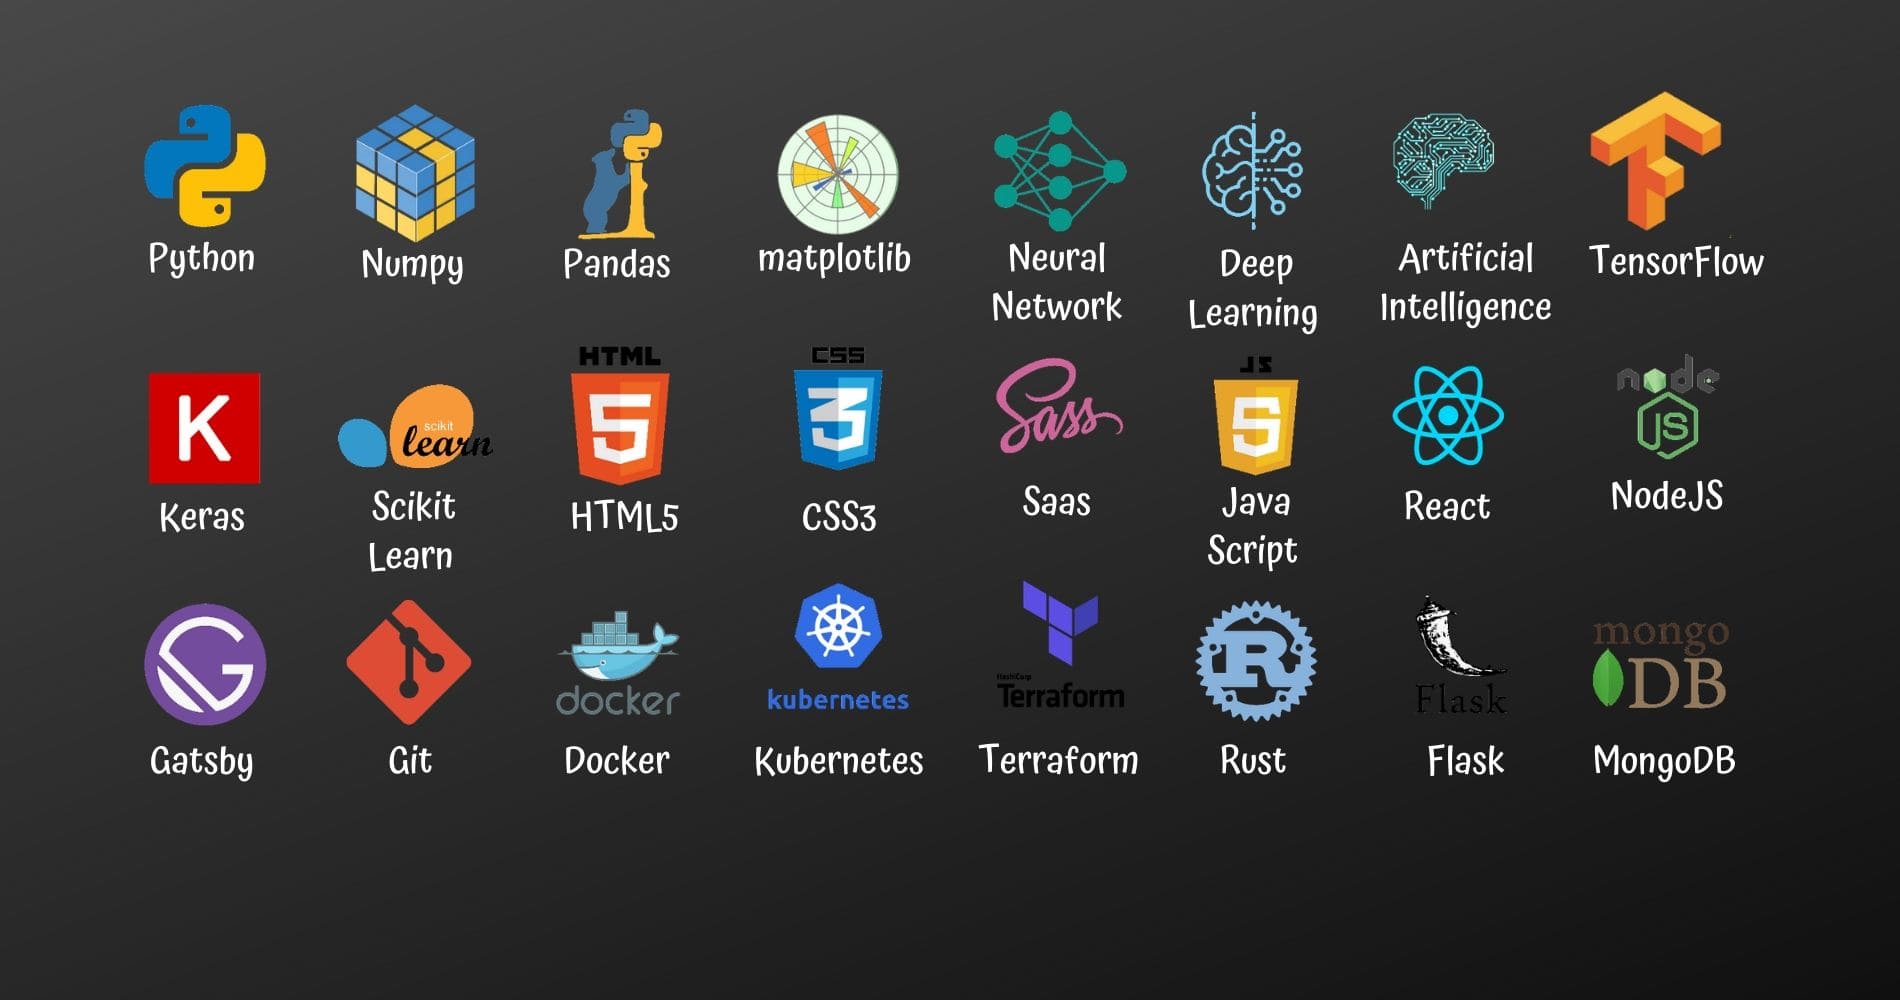 Python
Numpy
Pandas
matplotlib
Neural
Network
Deep
Learning
Artificial
Intelligence
TensorFlow
K
Keras
scikit
learn
Scikit
Learn
HTML
5
HTML5
CSS
3
CSS3
Sass
Saas
JS
5
Java
Script
React
node
JS
NodeJS
Gatsby
Git
docker
Docker
kubernetes
Kubernetes
HashiCorp
Terraform
Terraform
R
Rust
Flask
Flask
mongo
DB
MongoDB